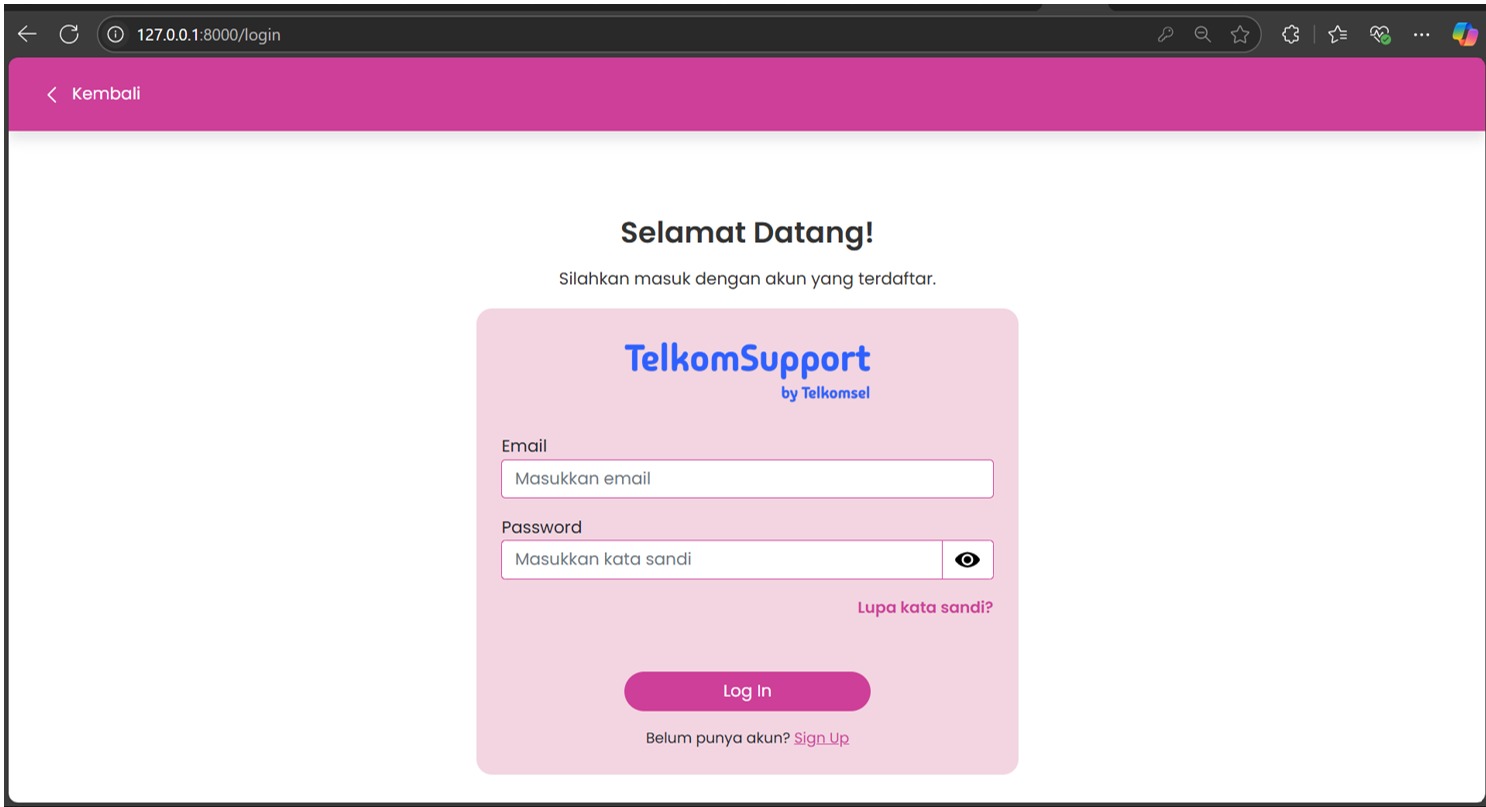 127.0.0.1:8000/login
Kembali
Selamat Datang!
Silahkan masuk dengan akun yang terdaftar.
TelkomSupport
by Telkomsel
Email
Masukkan email
Password
Masukkan kata sandi
Lupa kata sandi?
Log In
Belum punya akun? Sign Up